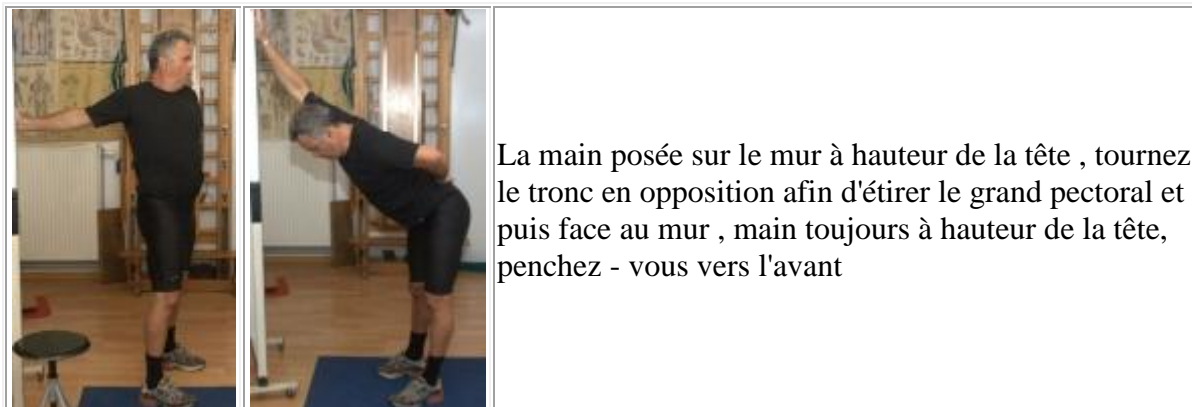 La main posée sur le mur à hauteur de la tête , tournez
le tronc en opposition afin d'étirer le grand pectoral et
puis face au mur , main toujours à hauteur de la tête,
penchez - vous vers l'avant